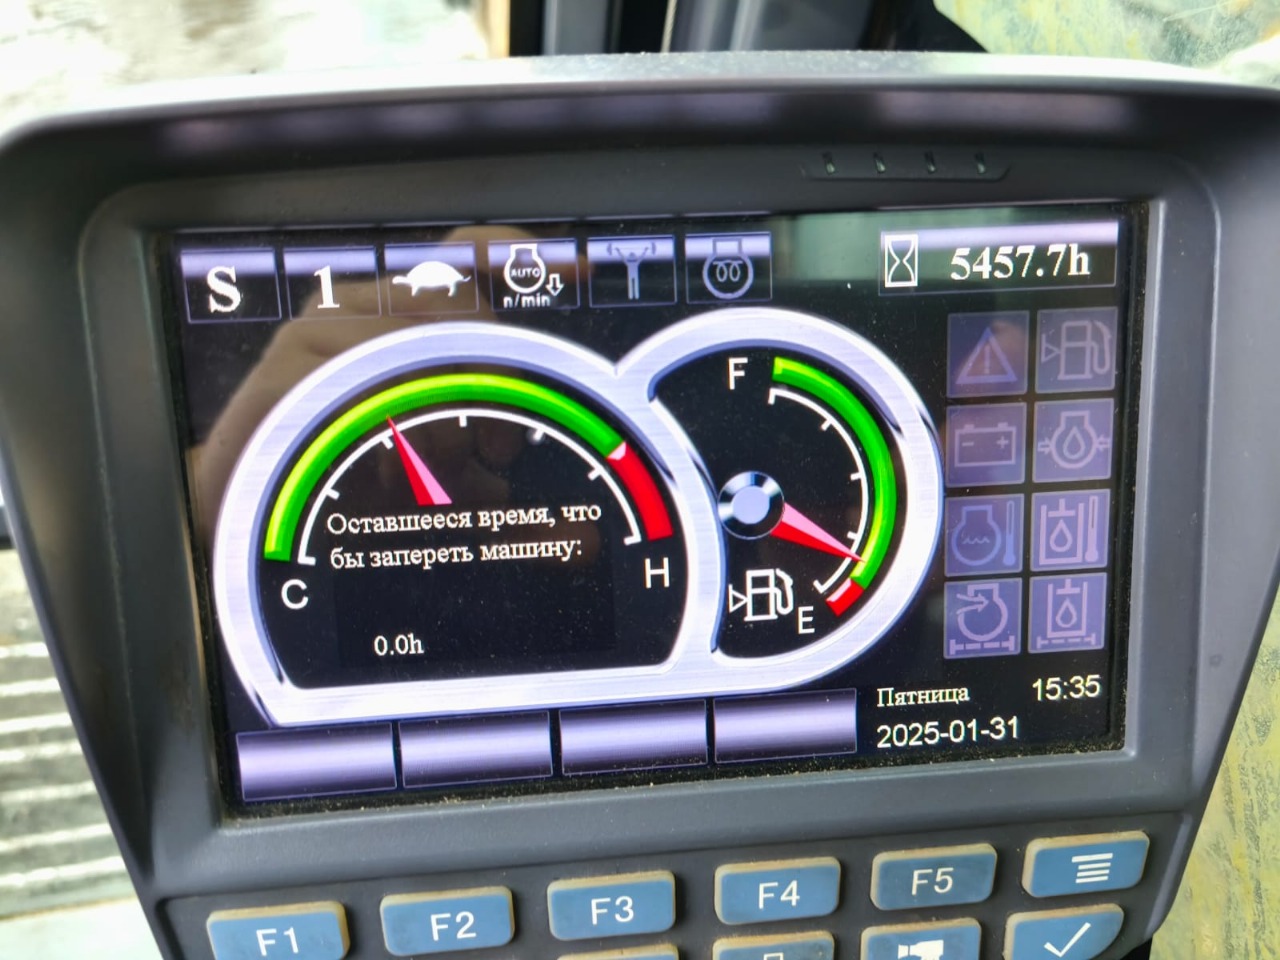 S
1
AUTO
n/min
5457.7h
F
Оставшееся время, что
бы запереть машину:
C
H
E
0.0h
Пятница 15:35
2025-01-31
F1 F2 F3 F4 F5